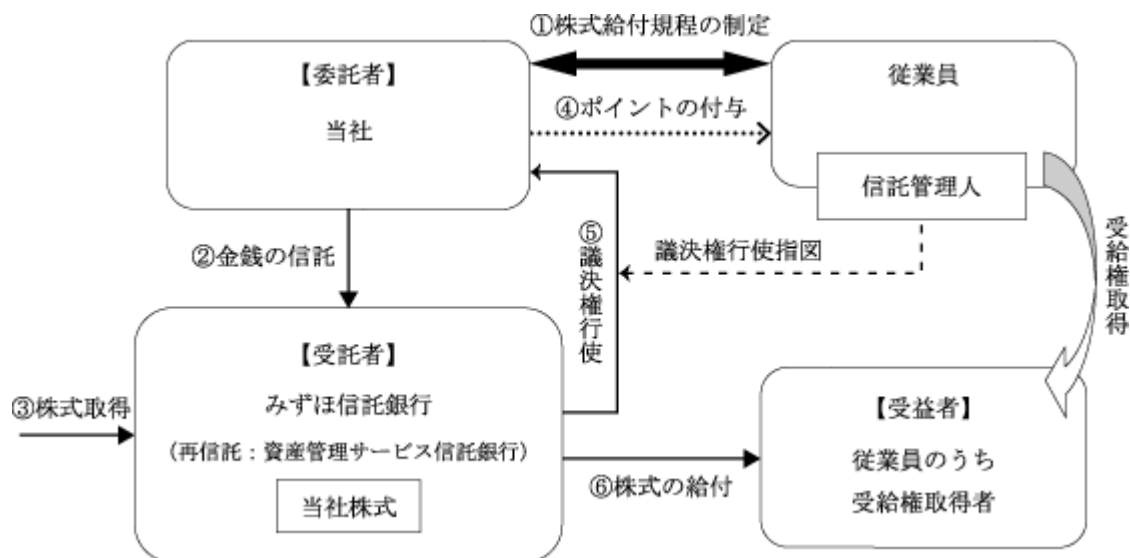 ①株式給付規程の制定
【委託者】
当社
従業員
④ポイントの付与
信託管理人
②金銭の信託
⑤議決権行使
議決権行使指図
受給権取得
【受託者】
みずほ信託銀行
(再信託：資産管理サービス信託銀行)
当社株式
③株式取得
⑥株式の給付
【受益者】
従業員のうち
受給権取得者